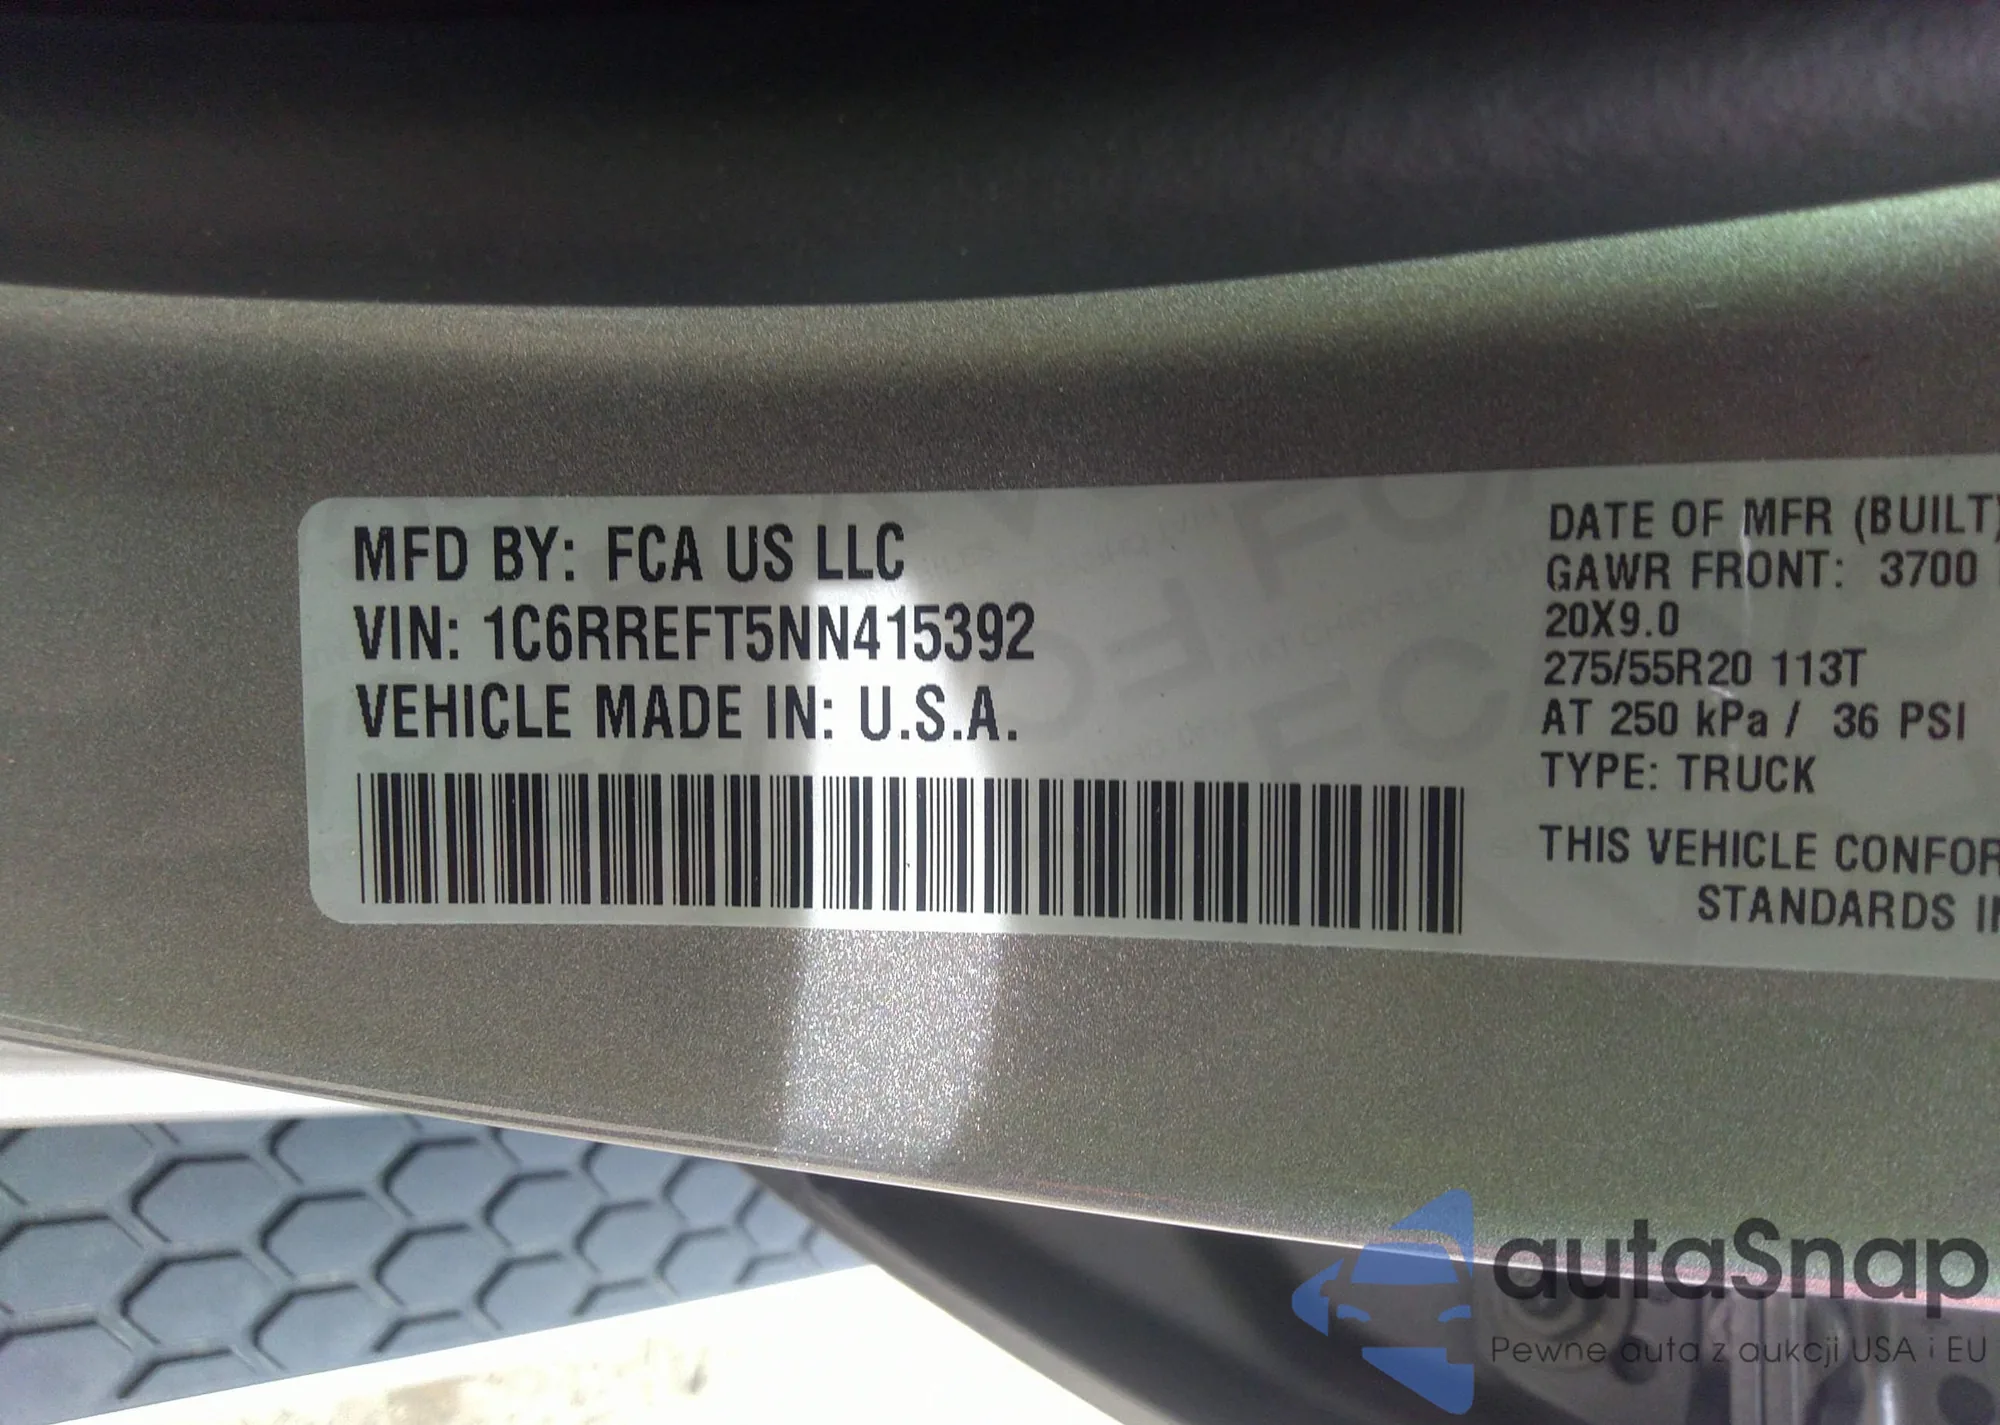 MFD BY: FCA US LLC
VIN: 1C6RREFT5NN415392
VEHICLE MADE IN: U.S.A.
DATE OF MFR (BUILT)
GAWR FRONT: 3700
20X9.0
275/55R20 113T
AT 250 kPa / 36 PSI
TYPE: TRUCK
THIS VEHICLE CONFOR
STANDARDS IN
autaSnap
Pewne auta z aukcji USA i EU